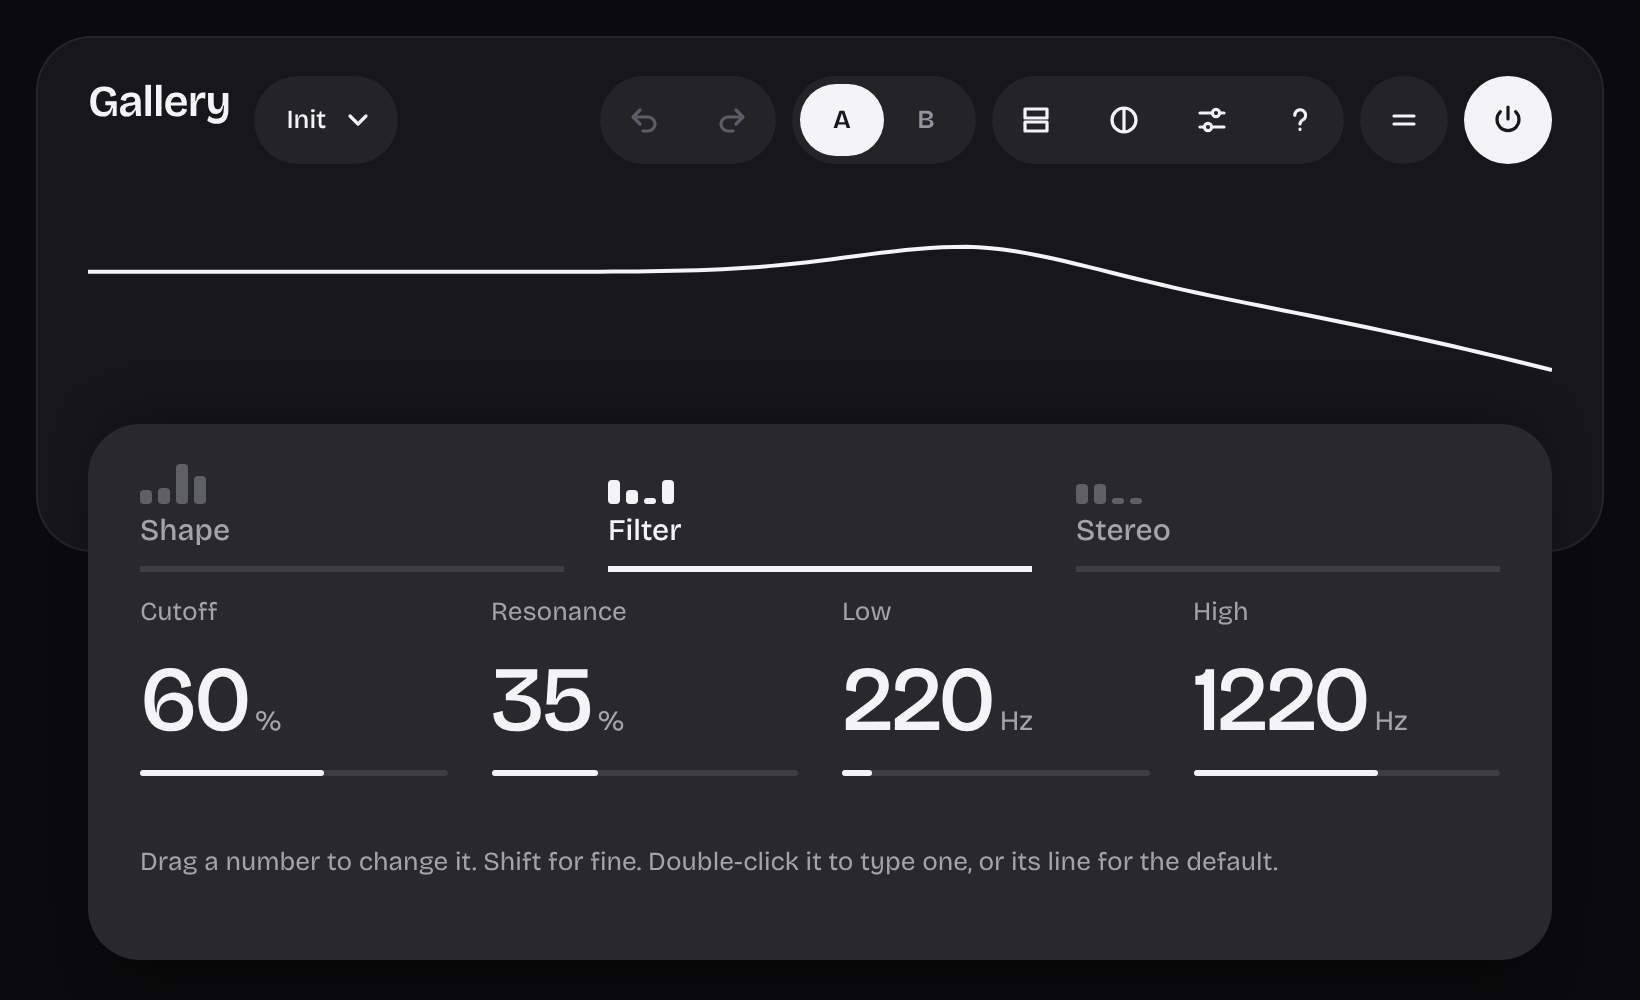 Gallery
Init
A
B
?
Shape
Filter
Stereo
Cutoff
Resonance
Low
High
60 %
35 %
220 Hz
1220 Hz
Drag a number to change it. Shift for fine. Double-click it to type one, or its line for the default.